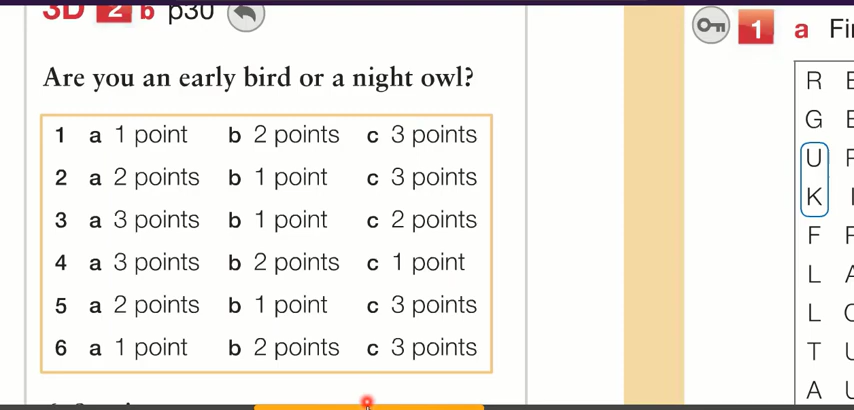 3D 2 b p30
Are you an early bird or a night owl?
1 a 1 point b 2 points c 3 points
2 a 2 points b 1 point c 3 points
3 a 3 points b 1 point c 2 points
4 a 3 points b 2 points c 1 point
5 a 2 points b 1 point c 3 points
6 a 1 point b 2 points c 3 points
1 a Fi
R E
G E
U
K
F
L A
L
T
A